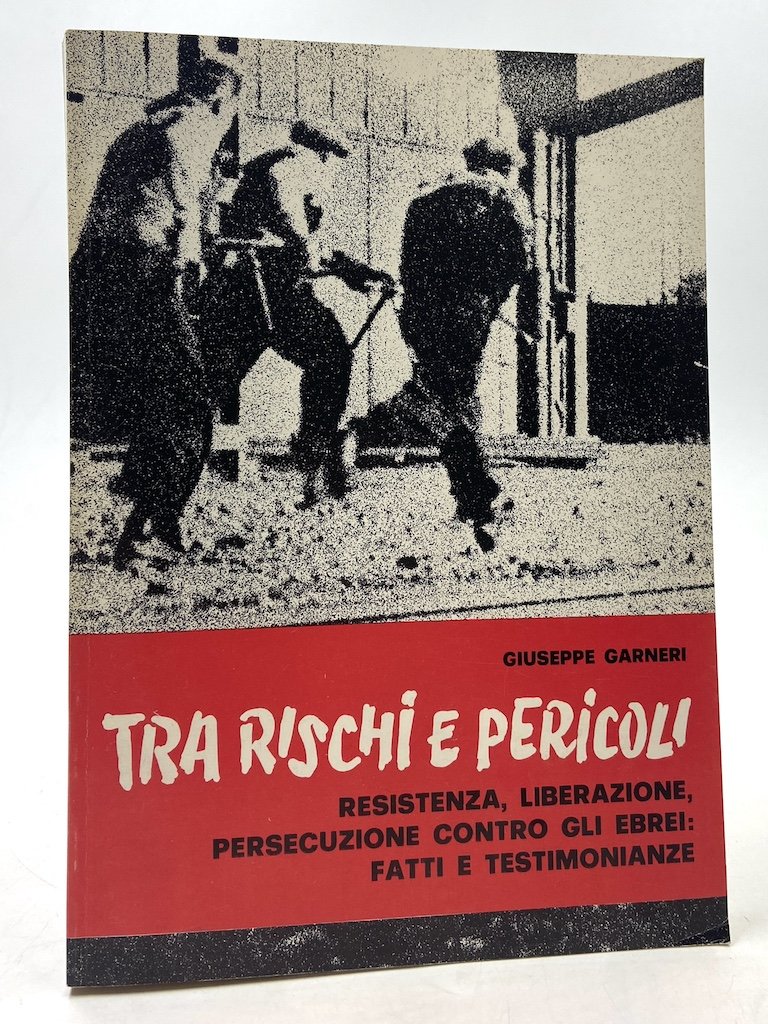 GIUSEPPE GARNERI
TRA RISCHI E PERICOLI
RESISTENZA, LIBERAZIONE,
PERSECUZIONE CONTRO GLI EBREI:
FATTI E TESTIMONIANZE